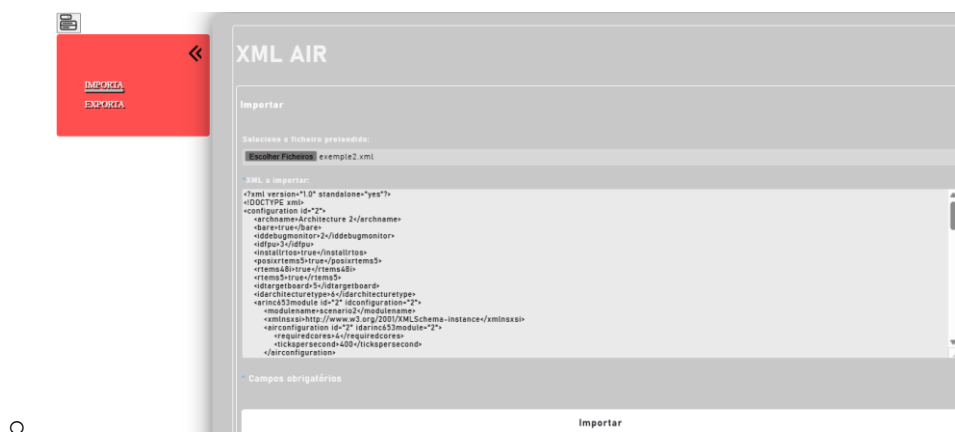 XML AIR
IMPORTA
EXPORTA
Importar
Selecione o ficheiro pretendido:
Escolher Ficheiros exemple2.xml
*XML a importar:
<?xml version="1.0" standalone="yes"?>
<!DOCTYPE xml>
<configuration id="2">
<archname>Architecture 2</archname>
<bare>true</bare>
<iddebugmonitor>2</iddebugmonitor>
<idfpu>3</idfpu>
<installrtos>true</installrtos>
<posixrtems5>true</posixrtems5>
<rtems48i>true</rtems48i>
<rtems5>true</rtems5>
<idtargetboard>5</idtargetboard>
<idarchitecturetype>6</idarchitecturetype>
<arinc653module id="2" idconfiguration="2">
<modulename>scenario2</modulename>
<xmlnsxsi>http://www.w3.org/2001/XMLSchema-instance</xmlnsxsi>
<airconfiguration id="2" idarinc653module="2">
<requiredcores>4</requiredcores>
<tickspersecond>400</tickspersecond>
</airconfiguration>
* Campos obrigatórios
Importar